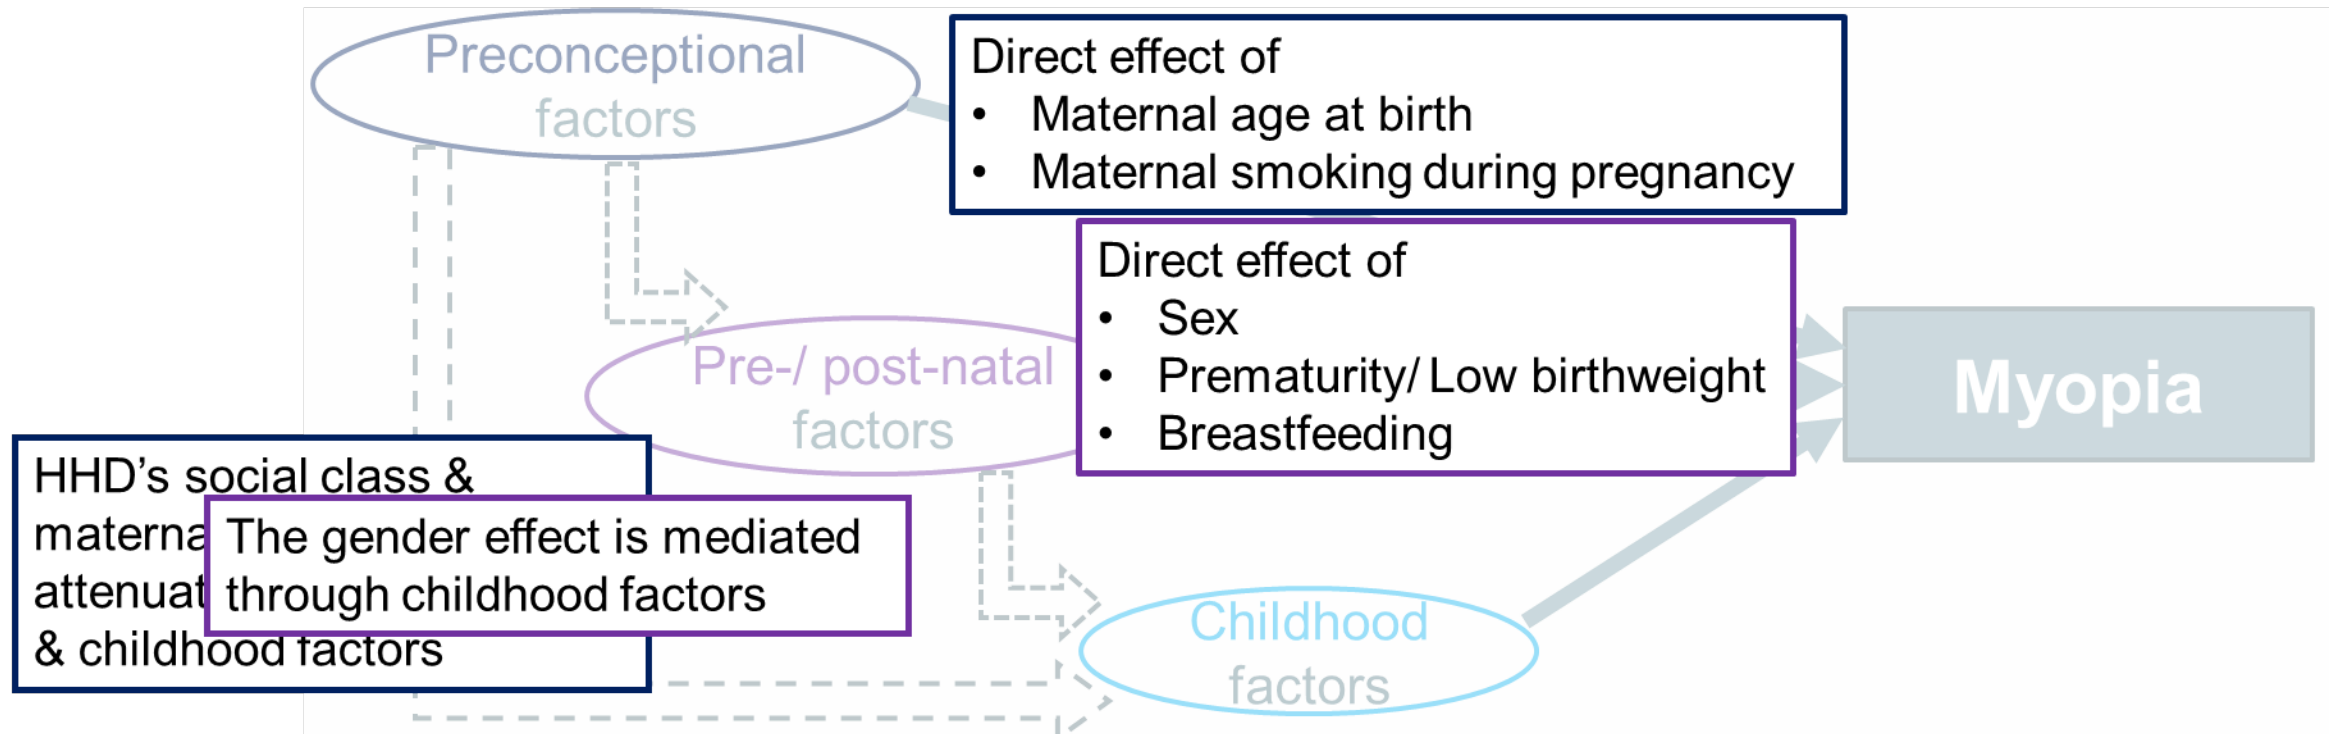 Preconceptional
factors
Direct effect of
• Maternal age at birth
• Maternal smoking during pregnancy
Direct effect of
• Sex
• Prematurity/ Low birthweight
• Breastfeeding
Pre-/ post-natal
factors
Myopia
HHD's social class &
& childhood factors
The gender effect is mediated
through childhood factors
Childhood
factors